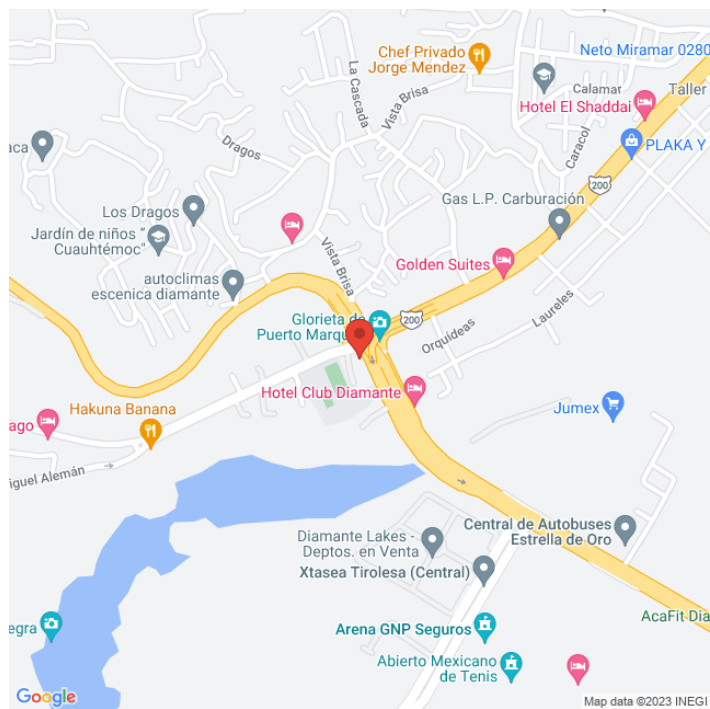 Chef Privado
Jorge Mendez
Neto Miramar 0280
La Cascada
Vista Brisa
Calamar
Taller
Hotel El Shaddai
Dragos
Caracol
PLAKA Y
aca
200
Gas L.P. Carburación
Los Dragos
Jardín de niños “
Cuauhtémoc"
Vista Brisa
Golden Suites
autoclimas
escenica diamante
Glorieta de
Puerto Marqu
200
Orquídeas
Laureles
Hotel Club Diamante
Jumex
Hakuna Banana
ago
iguel Alemán
Central de Autobuses
Estrella de Oro
Diamante Lakes -
Deptos. en Venta
Xtasea Tirolesa (Central)
AcaFit Dia
egra
Arena GNP Seguros
Abierto Mexicano
de Tenis
Google
Map data ©2023 INEGI